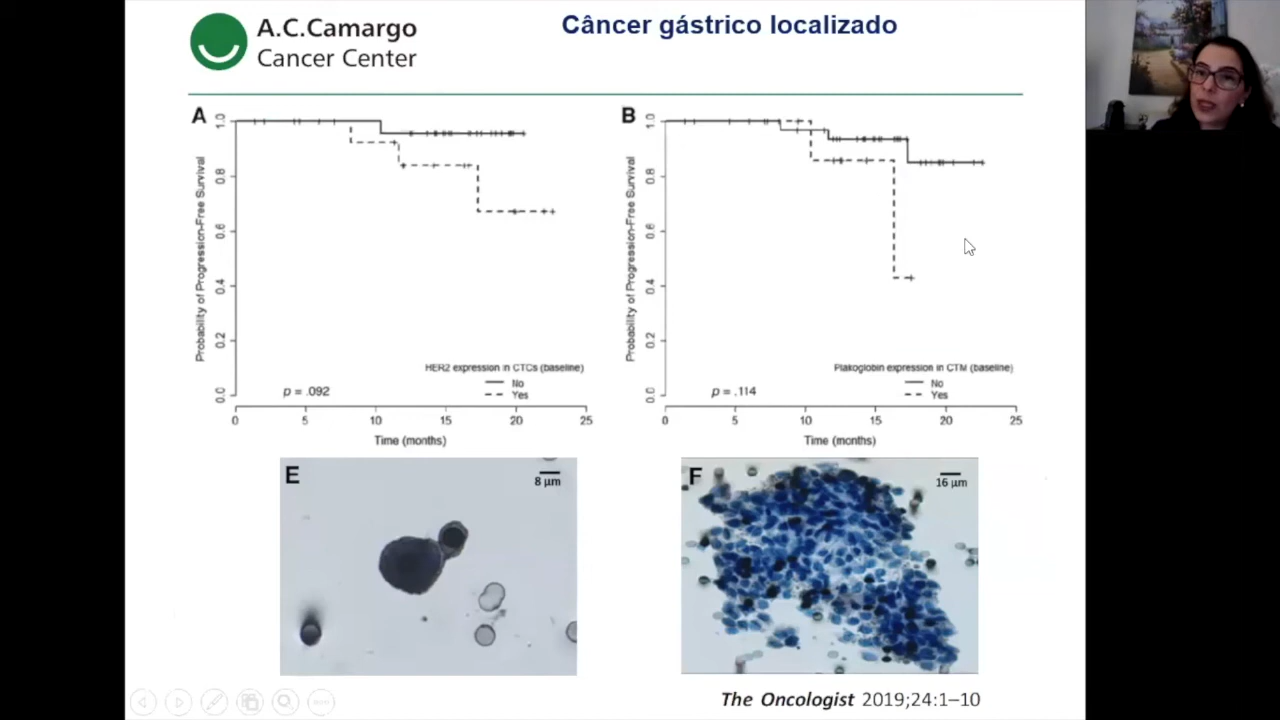 A.C.Camargo
Cancer Center
Câncer gástrico localizado
A
Probability of Progression-Free Survival
1.0
0.8
0.6
0.4
0.2
0.0
HER2 expression in CTCs (baseline)
No
Yes
p = .092
0 5 10 15 20 25
Time (months)
B
Probability of Progression-Free Survival
1.0
0.8
0.6
0.4
0.2
0.0
Plakoglobin expression in CTM (baseline)
No
Yes
p = .114
0 5 10 15 20 25
Time (months)
E
8 µm
F
16 µm
The Oncologist 2019;24:1–10